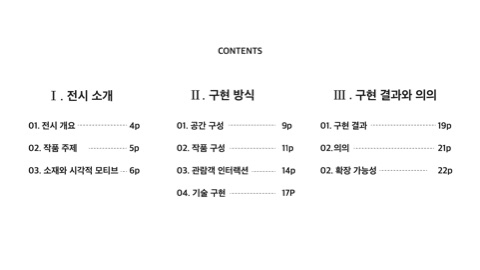 CONTENTS
Ⅰ. 전시 소개
01. 전시 개요 4p
02. 작품 주제 5p
03. 소재와 시각적 모티브 6p
Ⅱ. 구현 방식
01. 공간 구성 9p
02. 작품 구성 11p
03. 관람객 인터랙션 14p
04. 기술 구현 17P
Ⅲ. 구현 결과와 의의
01. 구현 결과 19p
02.의의 21p
02. 확장 가능성 22p